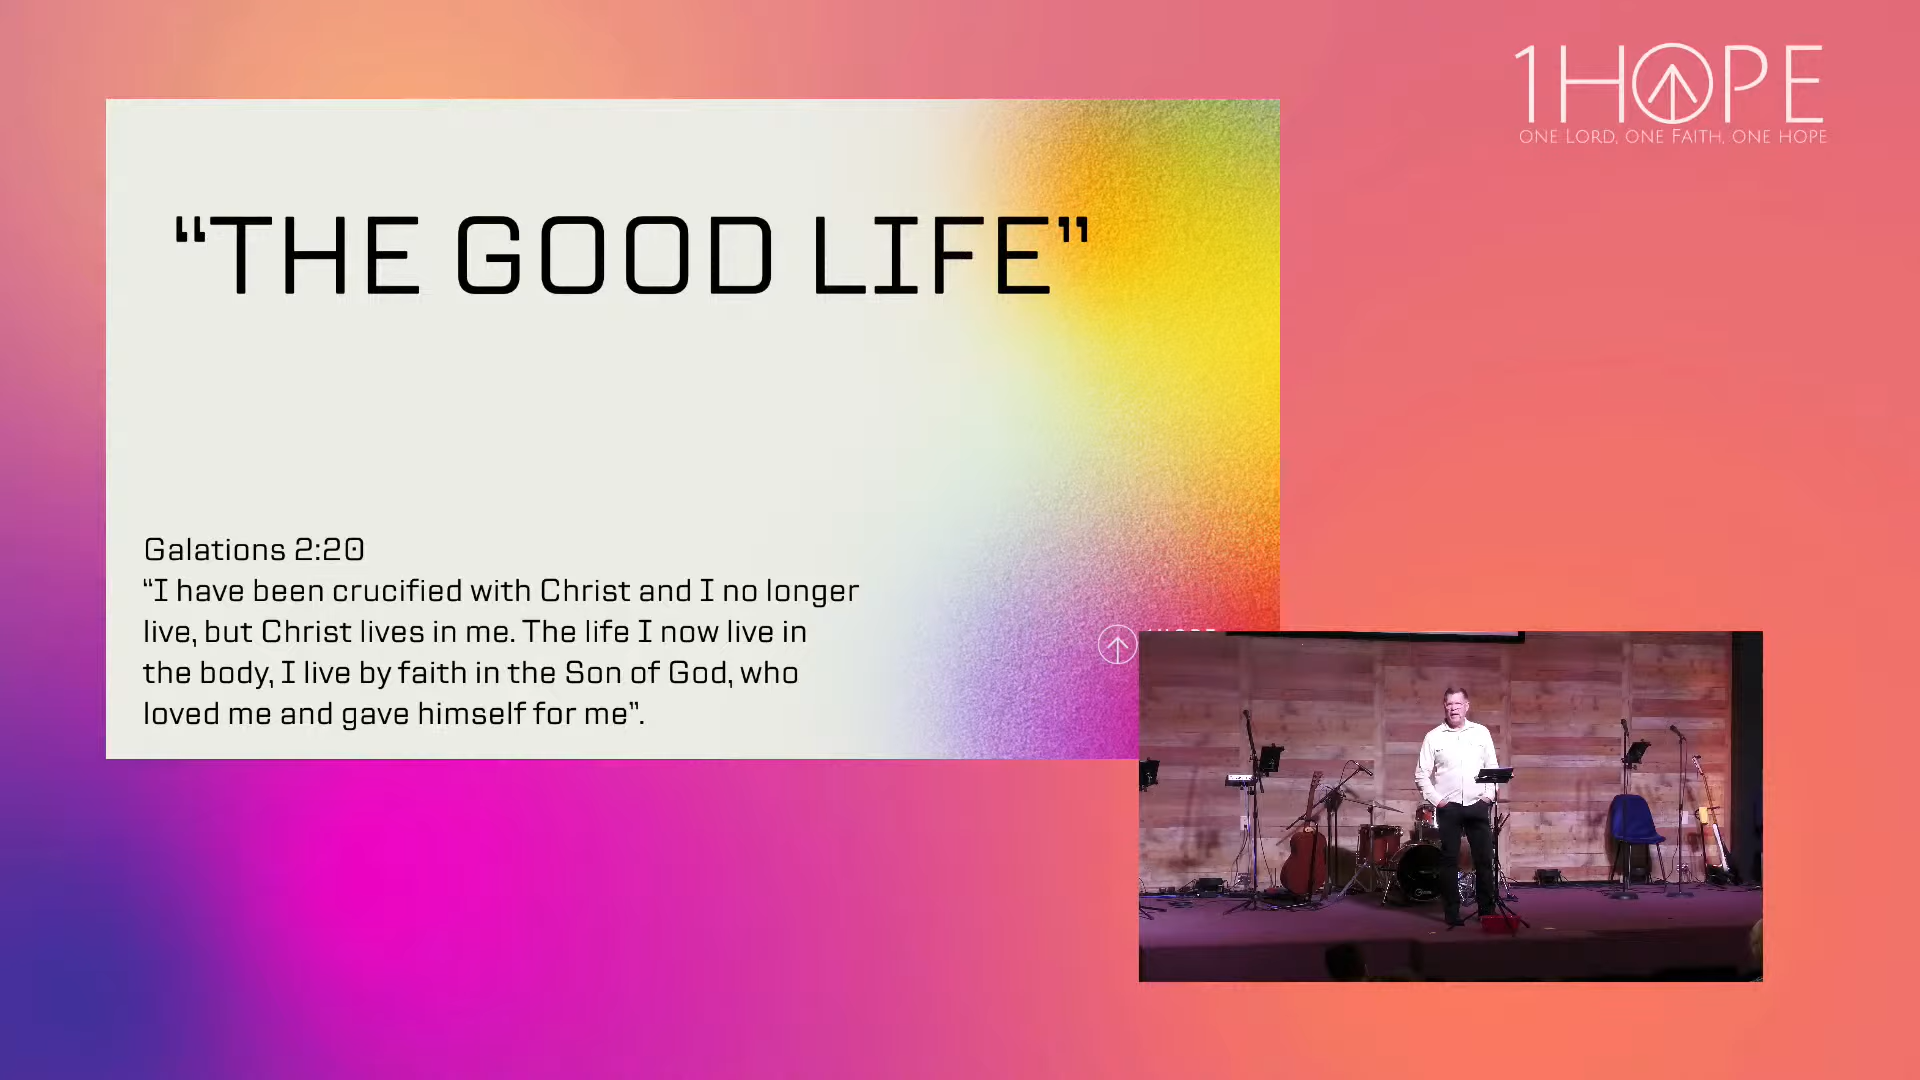 1HOPE
ONE LORD, ONE FAITH, ONE HOPE
“THE GOOD LIFE”
Galations 2:20
“I have been crucified with Christ and I no longer
live, but Christ lives in me. The life I now live in
the body, I live by faith in the Son of God, who
loved me and gave himself for me”.